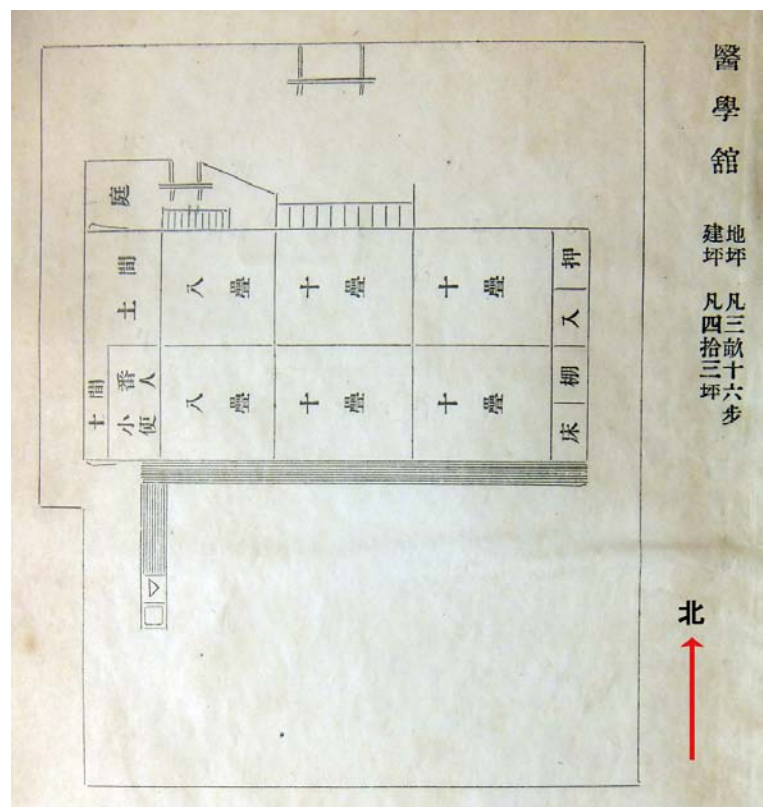 醫學舘
地坪 凡三畝十六步
建坪 凡四拾三坪
庭
土間
八疊
十疊
十疊
押入
土間
番人
小便
八疊
十疊
十疊
棚
床
北